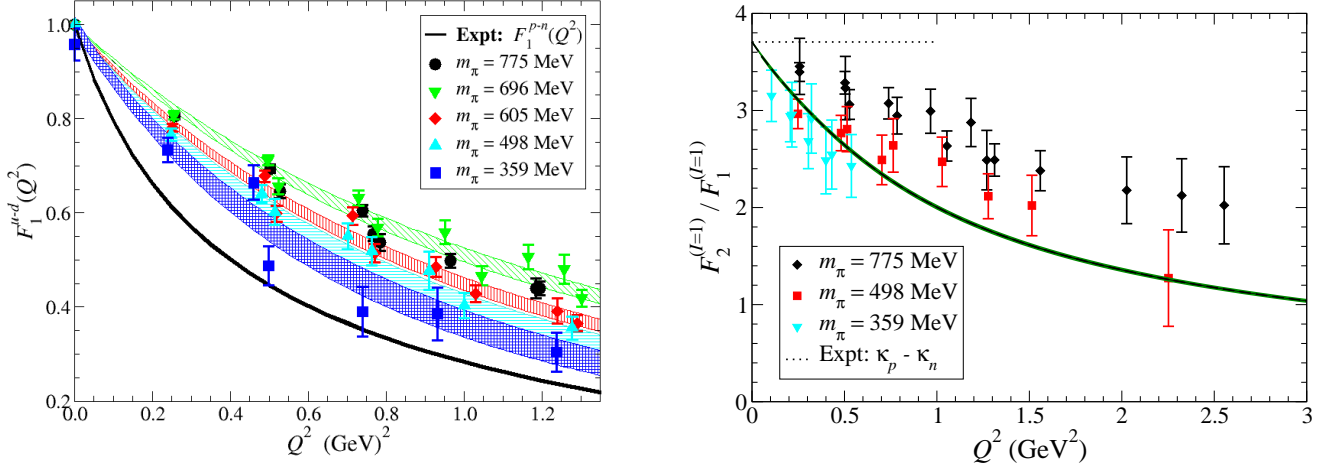 1.0
0.8
0.6
0.4
0.2
0.0
0.2
0.4
0.6
0.8
1.0
1.2
F₁ᵘ⁻ᵈ(Q²)
Q² (GeV)²
Expt: F₁ᵖ⁻ⁿ(Q²)
mπ = 775 MeV
mπ = 696 MeV
mπ = 605 MeV
mπ = 498 MeV
mπ = 359 MeV
4
3
2
1
0
0
0.5
1
1.5
2
2.5
3
F₂⁽ᴵ⁼¹⁾ / F₁⁽ᴵ⁼¹⁾
Q² (GeV²)
mπ = 775 MeV
mπ = 498 MeV
mπ = 359 MeV
Expt: κp - κn